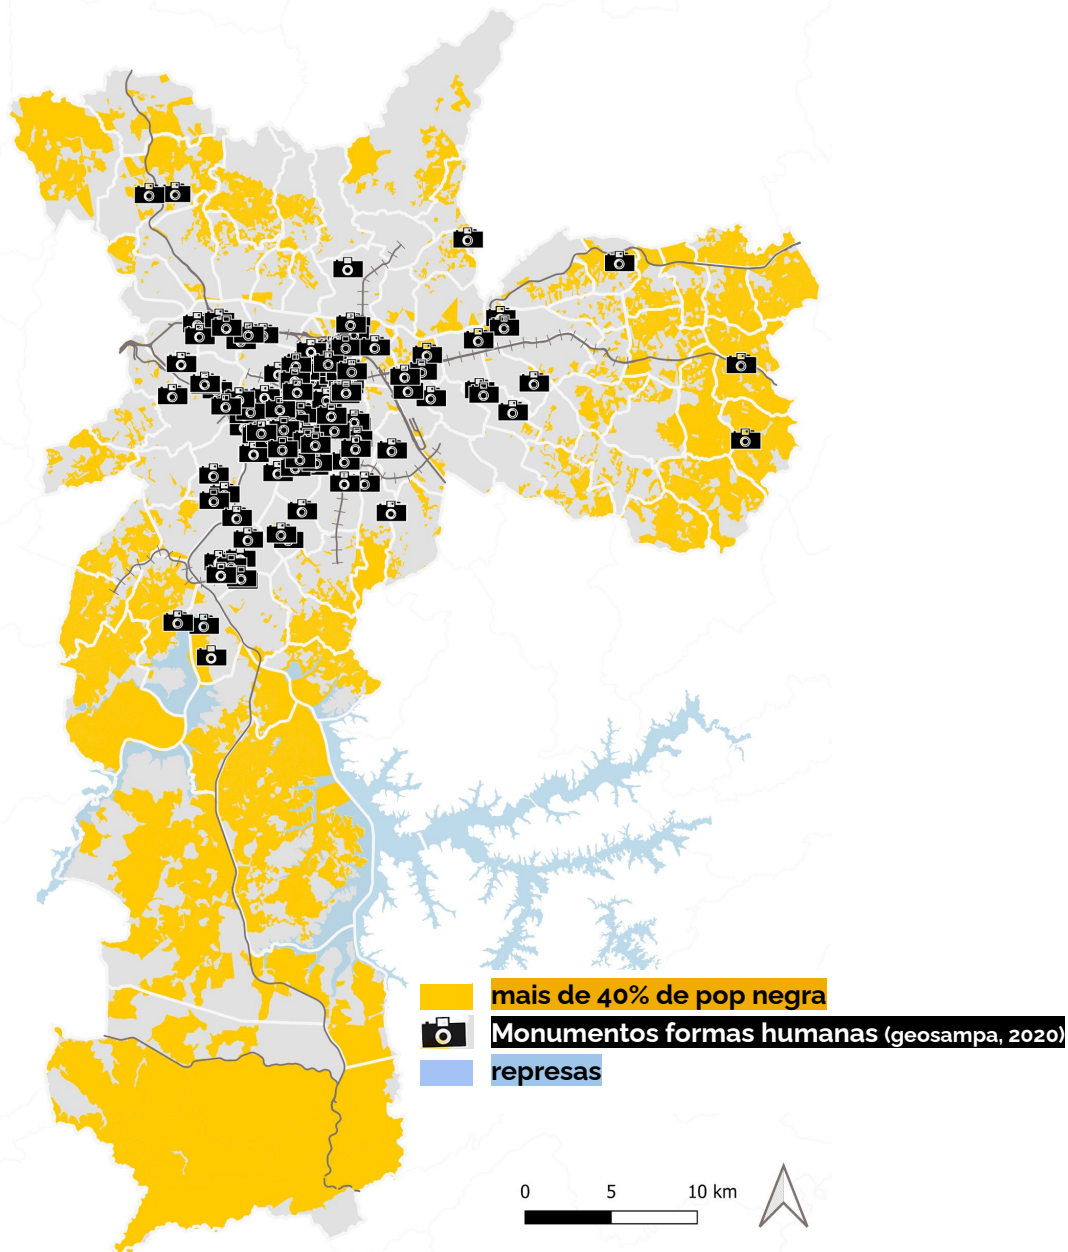 mais de 40% de pop negra
Monumentos formas humanas (geosampa, 2020)
represas
0 5 10 km